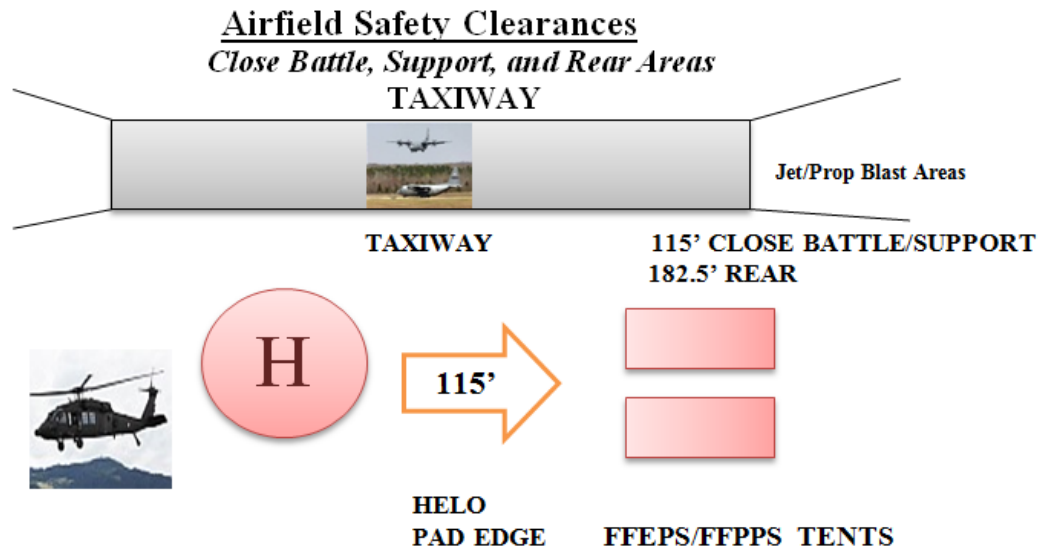 Airfield Safety Clearances
Close Battle, Support, and Rear Areas
TAXIWAY
Jet/Prop Blast Areas
TAXIWAY
115’ CLOSE BATTLE/SUPPORT
182.5’ REAR
H
115’
HELO
PAD EDGE
FFEPS/FFPPS TENTS